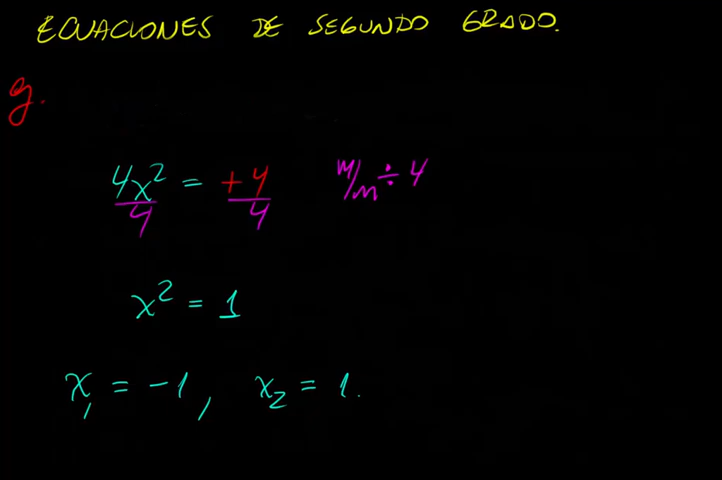 ECUACIONES DE SEGUNDO GRADO.
g.
4x²/4 = +4/4 M/M ÷ 4
x² = 1
x₁ = -1, x₂ = 1.